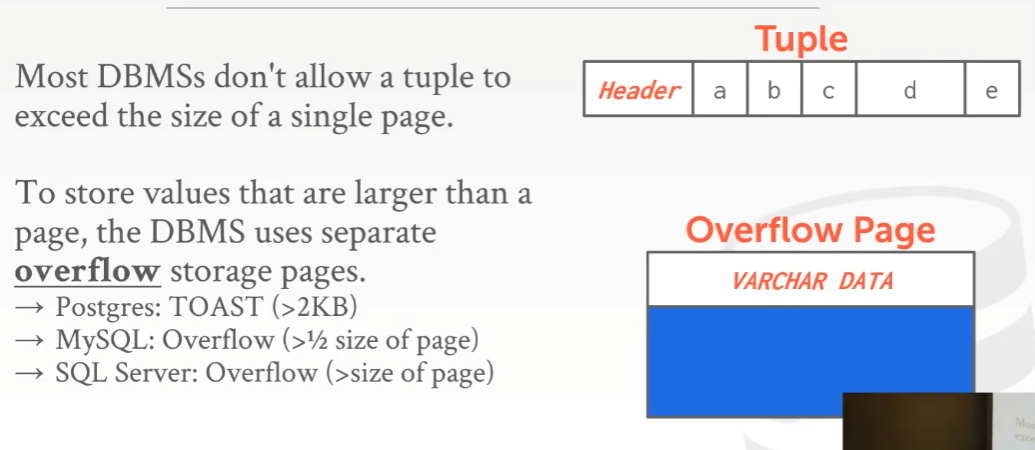 Most DBMSs don't allow a tuple to
exceed the size of a single page.
To store values that are larger than a
page, the DBMS uses separate
overflow storage pages.
→ Postgres: TOAST (>2KB)
→ MySQL: Overflow (>½ size of page)
→ SQL Server: Overflow (>size of page)
Tuple
Header a b c d e
Overflow Page
VARCHAR DATA